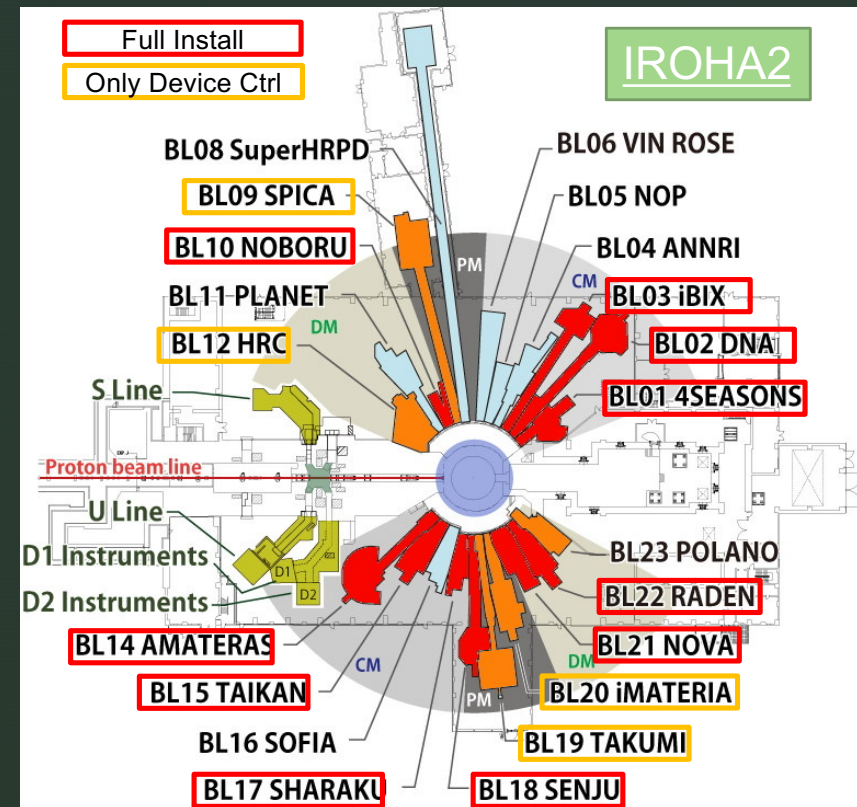 Full Install
Only Device Ctrl
IROHA2
BL08 SuperHRPD
BL09 SPICA
BL10 NOBORU
BL11 PLANET
BL12 HRC
BL06 VIN ROSE
BL05 NOP
BL04 ANNRI
BL03 iBIX
BL02 DNA
BL01 4SEASONS
PM
CM
DM
S Line
Proton beam line
U Line
D1 Instruments
D2 Instruments
D1
D2
BL23 POLANO
BL22 RADEN
BL21 NOVA
BL20 iMATERIA
BL19 TAKUMI
BL18 SENJU
BL14 AMATERAS
BL15 TAIKAN
BL16 SOFIA
BL17 SHARAKU
CM
PM
DM